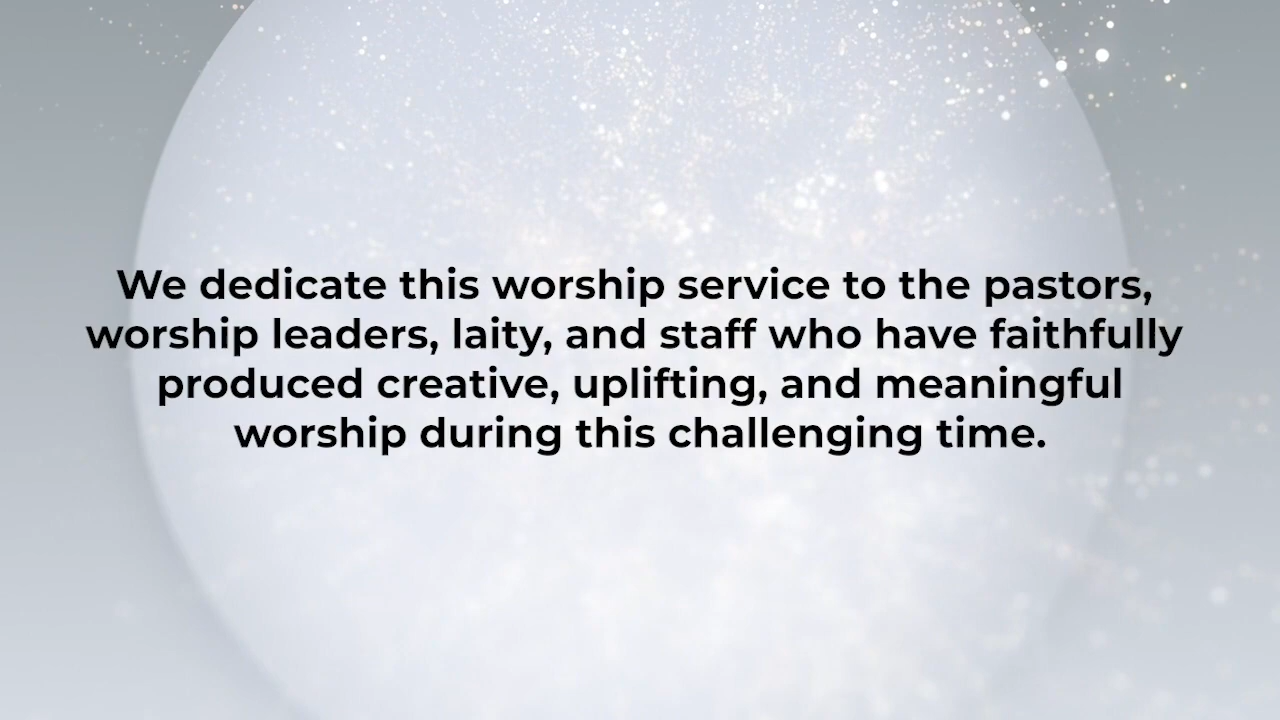 We dedicate this worship service to the pastors,
worship leaders, laity, and staff who have faithfully
produced creative, uplifting, and meaningful
worship during this challenging time.